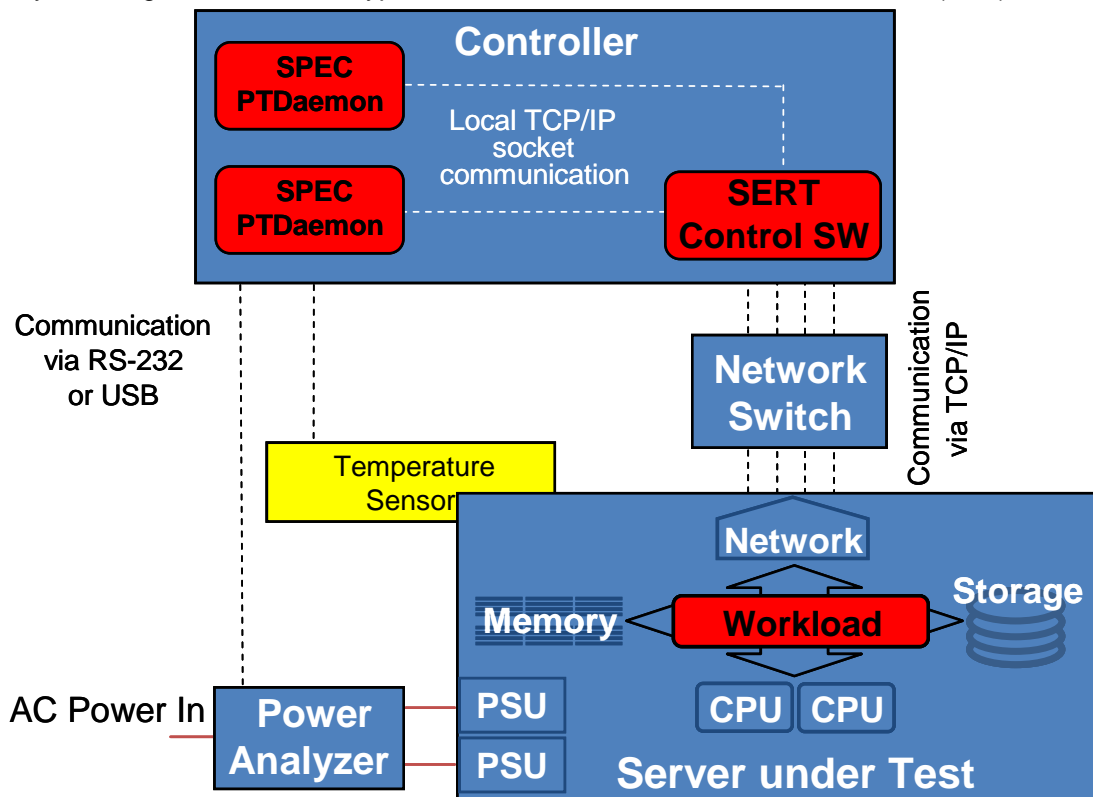 Controller
SPEC
PTDaemon
Local TCP/IP
socket
communication
SPEC
PTDaemon
SERT
Control SW
Communication
via RS-232
or USB
Network
Switch
Communication
via TCP/IP
Temperature
Sensor
Network
Memory
Workload
Storage
CPU
CPU
AC Power In
Power
Analyzer
PSU
PSU
Server under Test